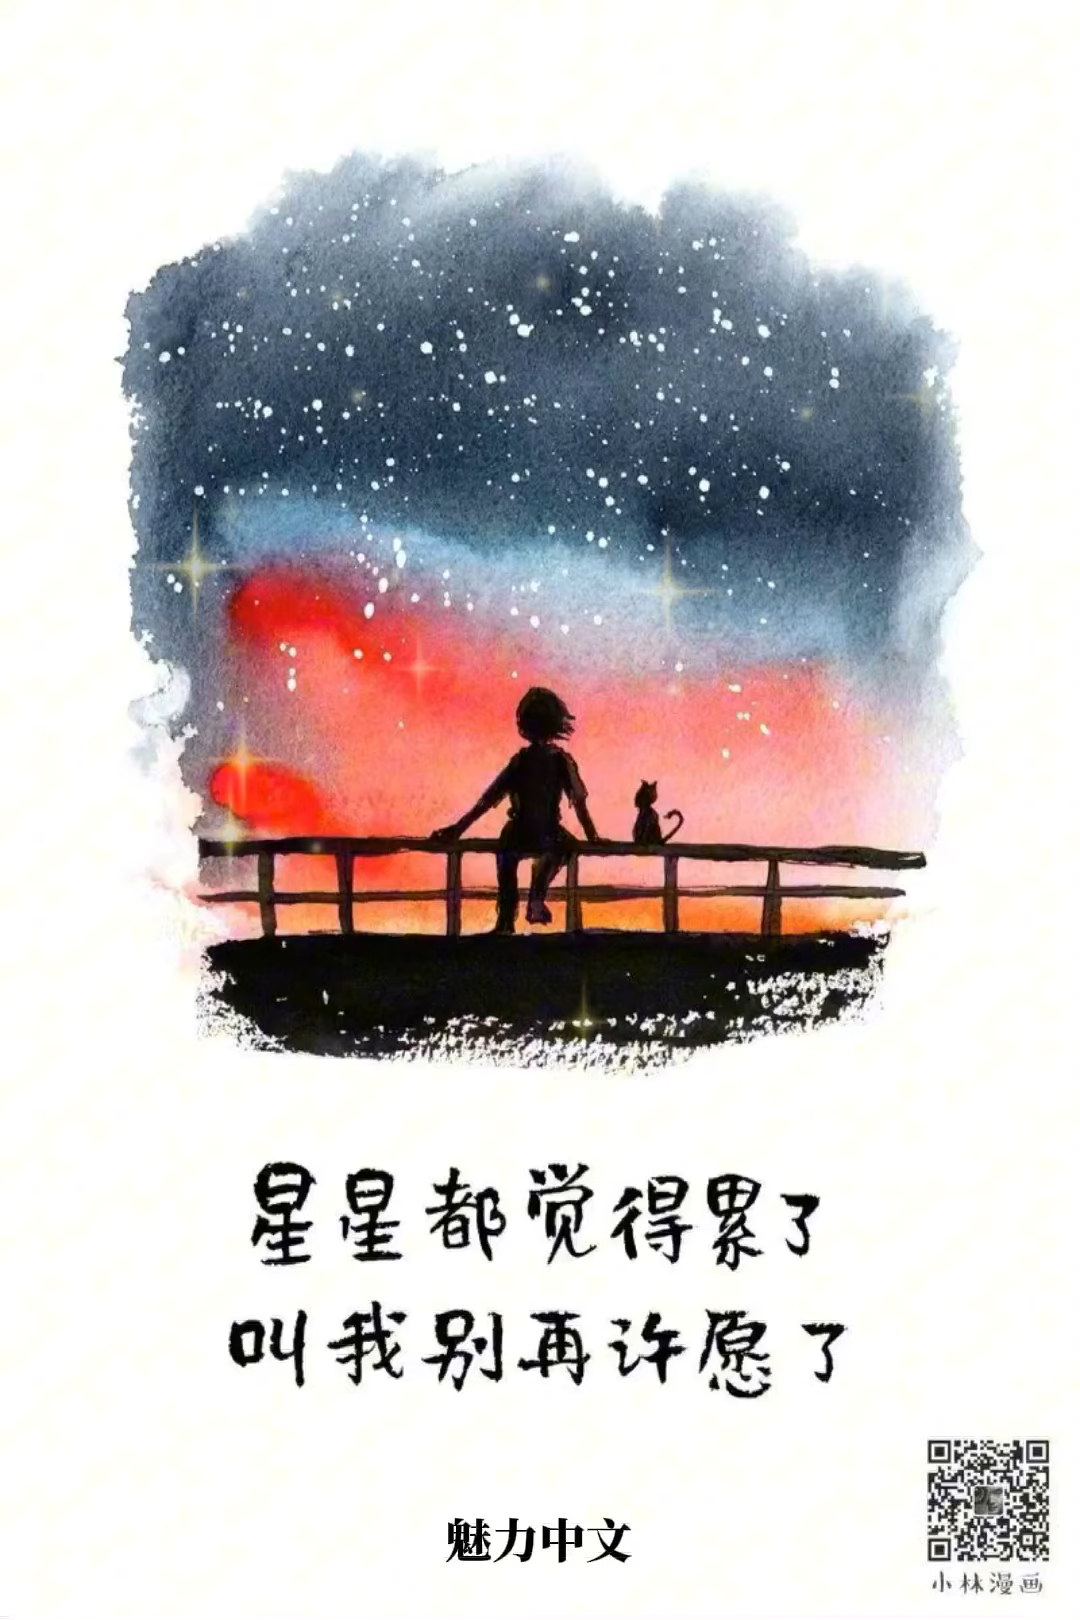 星星都觉得累了
叫我别再许愿了
魅力中文
小林漫画